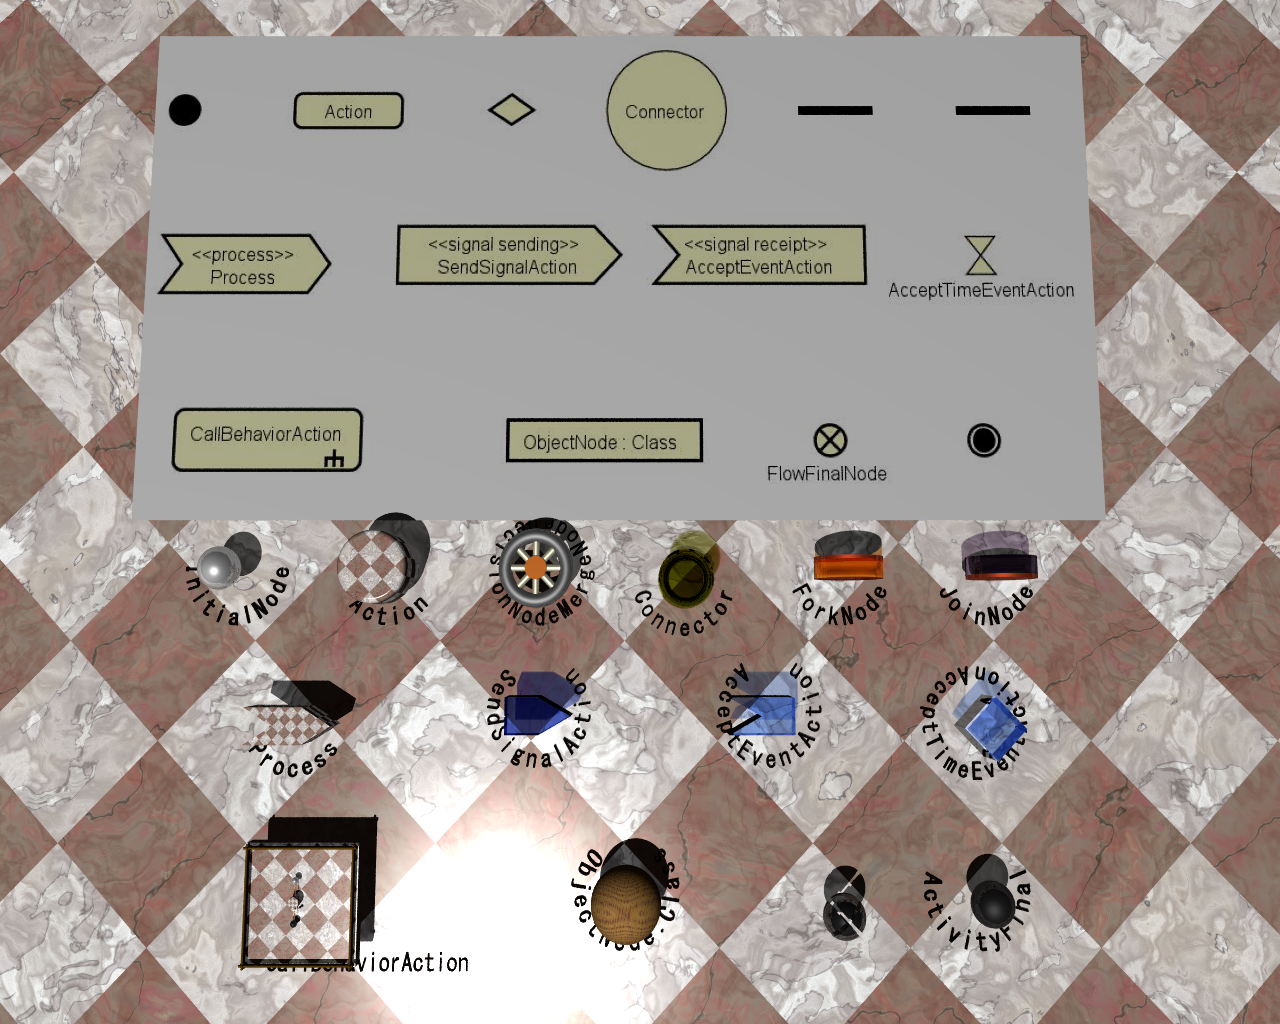 Action
Connector
<<process>>
Process
<<signal sending>>
SendSignalAction
<<signal receipt>>
AcceptEventAction
AcceptTimeEventAction
CallBehaviorAction
ObjectNode : Class
FlowFinalNode
InitialNode
Action
Connector
ForkNode
JoinNode
Process
SendSignalAction
AcceptEventAction
AcceptTimeEventAction
CallBehaviorAction